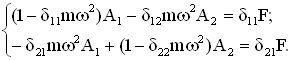 (1- δ₁₁mω²)A₁ - δ₁₂mω²A₂ = δ₁₁F;
- δ₂₁mω²A₁ + (1- δ₂₂mω²)A₂ = δ₂₁F.